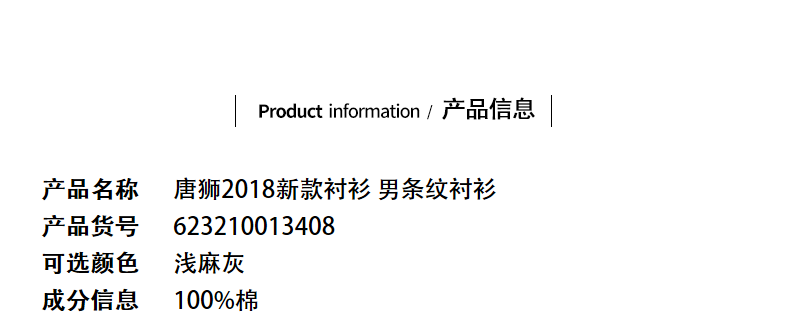 Product information / 产品信息
产品名称 唐狮2018新款衬衫 男条纹衬衫
产品货号 623210013408
可选颜色 浅麻灰
成分信息 100%棉